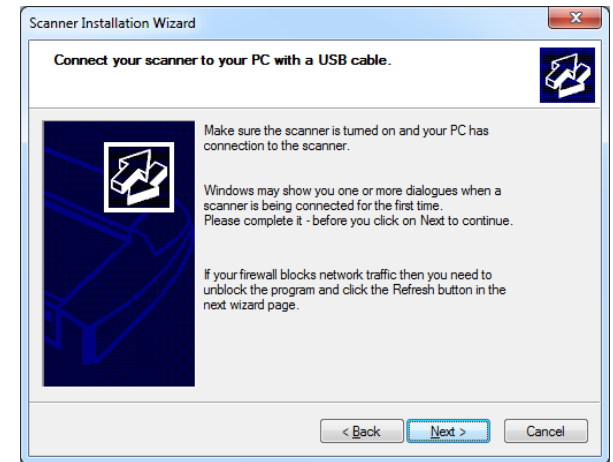 Scanner Installation Wizard
Connect your scanner to your PC with a USB cable.
Make sure the scanner is turned on and your PC has
connection to the scanner.
Windows may show you one or more dialogues when a
scanner is being connected for the first time.
Please complete it - before you click on Next to continue.
If your firewall blocks network traffic then you need to
unblock the program and click the Refresh button in the
next wizard page.
< Back
Next >
Cancel